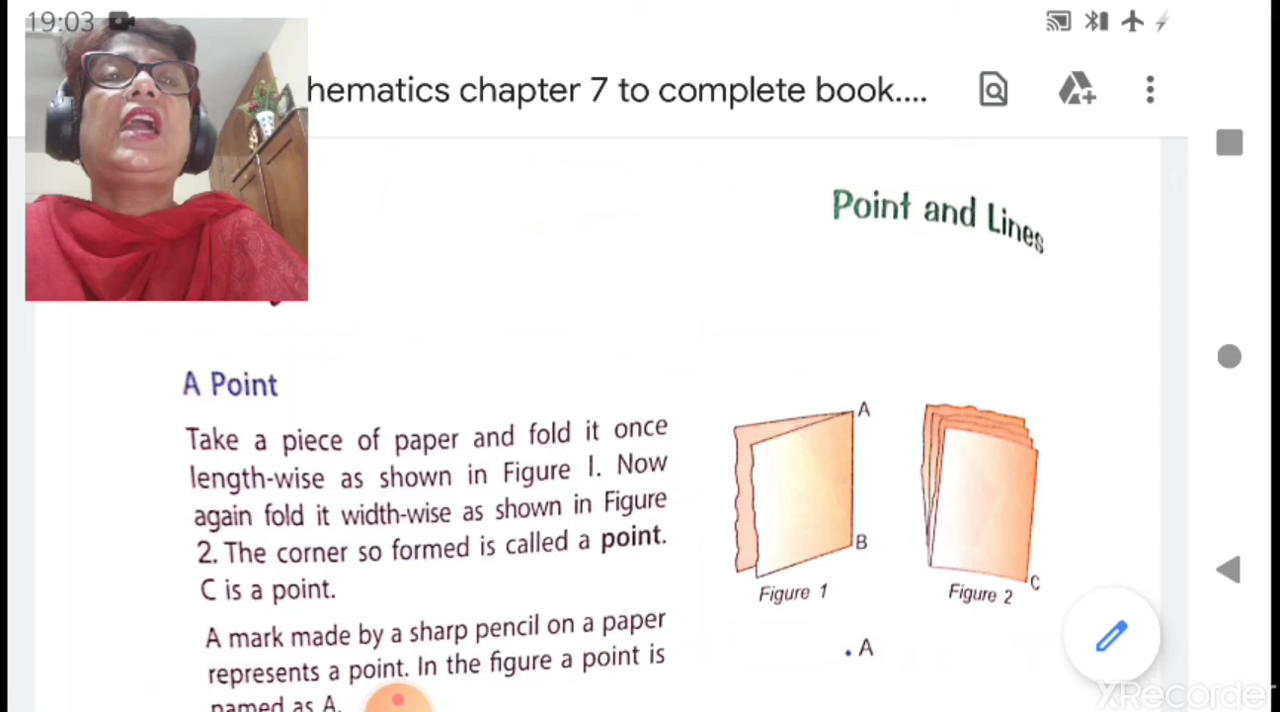 19:03
hematics chapter 7 to complete book....
Point and Lines
A Point
Take a piece of paper and fold it once
length-wise as shown in Figure 1. Now
again fold it width-wise as shown in Figure
2. The corner so formed is called a point.
C is a point.
A mark made by a sharp pencil on a paper
represents a point. In the figure a point is
named as A.
A
B
Figure 1
C
Figure 2
A
XRecorder